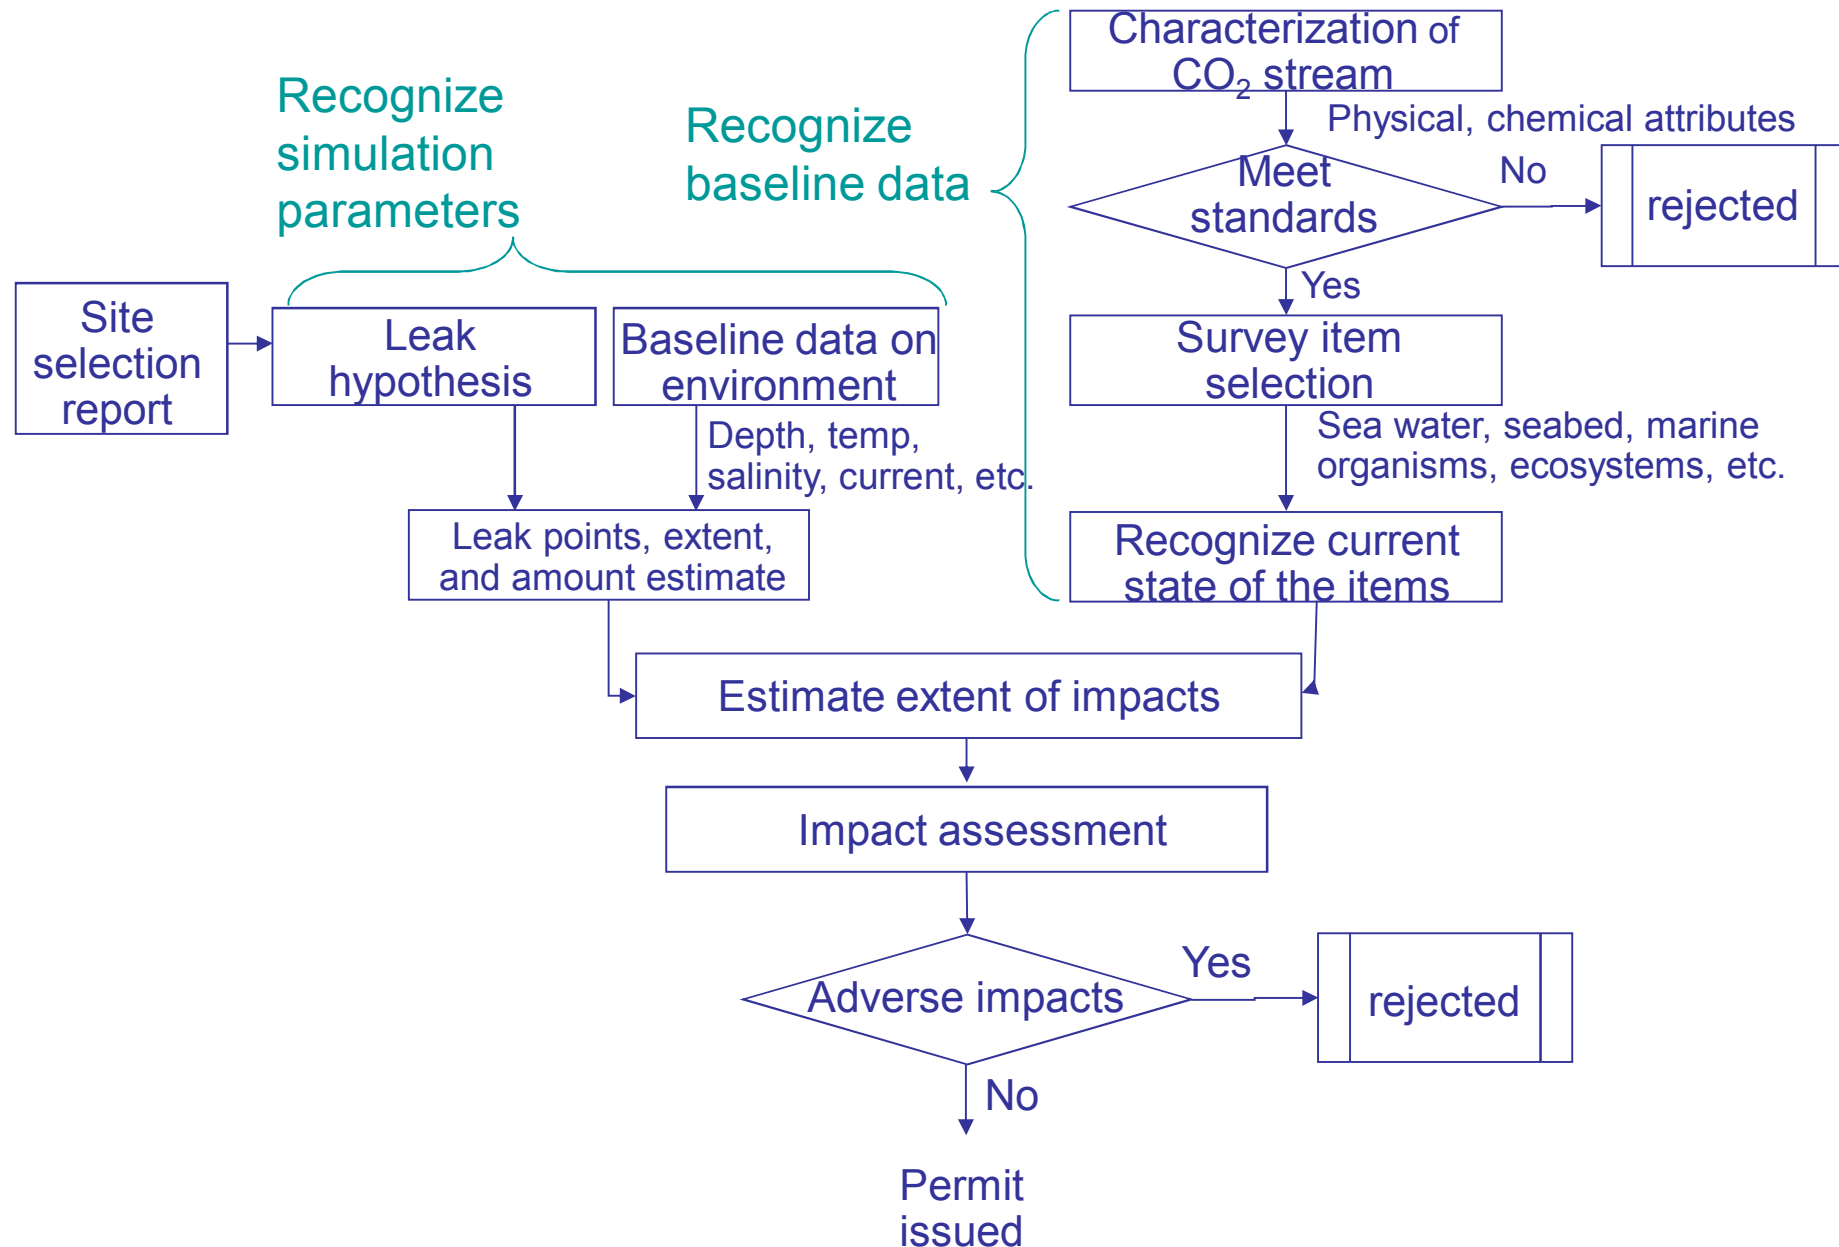 Recognize
simulation
parameters
Recognize
baseline data
Characterization of
CO₂ stream
Physical, chemical attributes
Meet
standards
No
rejected
Yes
Site
selection
report
Leak
hypothesis
Baseline data on
environment
Survey item
selection
Depth, temp,
salinity, current, etc.
Sea water, seabed, marine
organisms, ecosystems, etc.
Leak points, extent,
and amount estimate
Recognize current
state of the items
Estimate extent of impacts
Impact assessment
Adverse impacts
Yes
rejected
No
Permit
issued